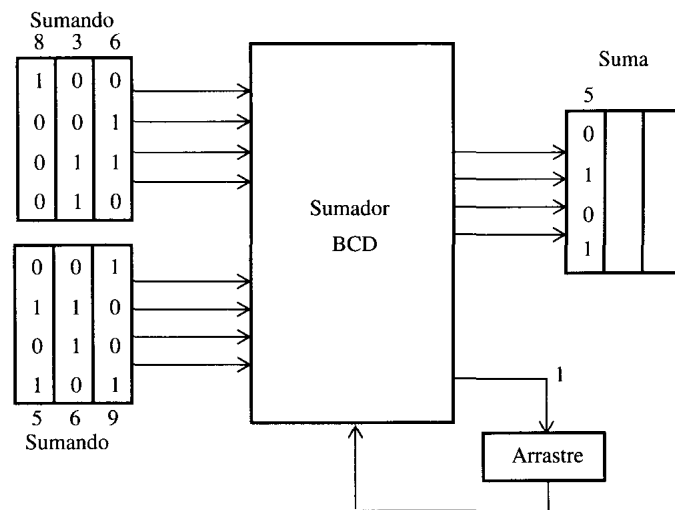 Sumando
8 3 6
1 0 0
0 0 1
0 1 1
0 1 0
0 0 1
1 1 0
0 1 0
1 0 1
5 6 9
Sumando
Sumador
BCD
Suma
5
0
1
0
1
1
Arrastre